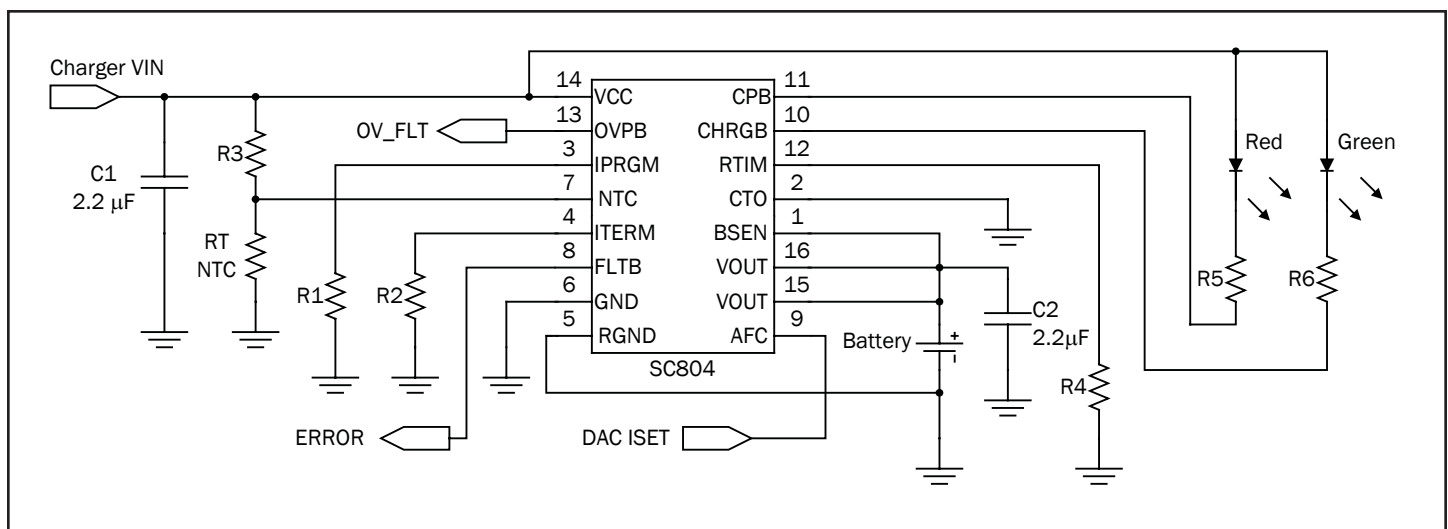 Charger VIN
C1
2.2 μF
R3
RT
NTC
OV_FLT
R1
R2
ERROR
14
13
3
7
4
8
6
5
VCC
OVPB
IPRGM
NTC
ITERM
FLTB
GND
RGND
CPB
CHRGB
RTIM
CTO
BSEN
VOUT
VOUT
AFC
SC804
11
10
12
2
1
16
15
9
DAC ISET
Battery
+
-
C2
2.2μF
R4
Red
Green
R5
R6